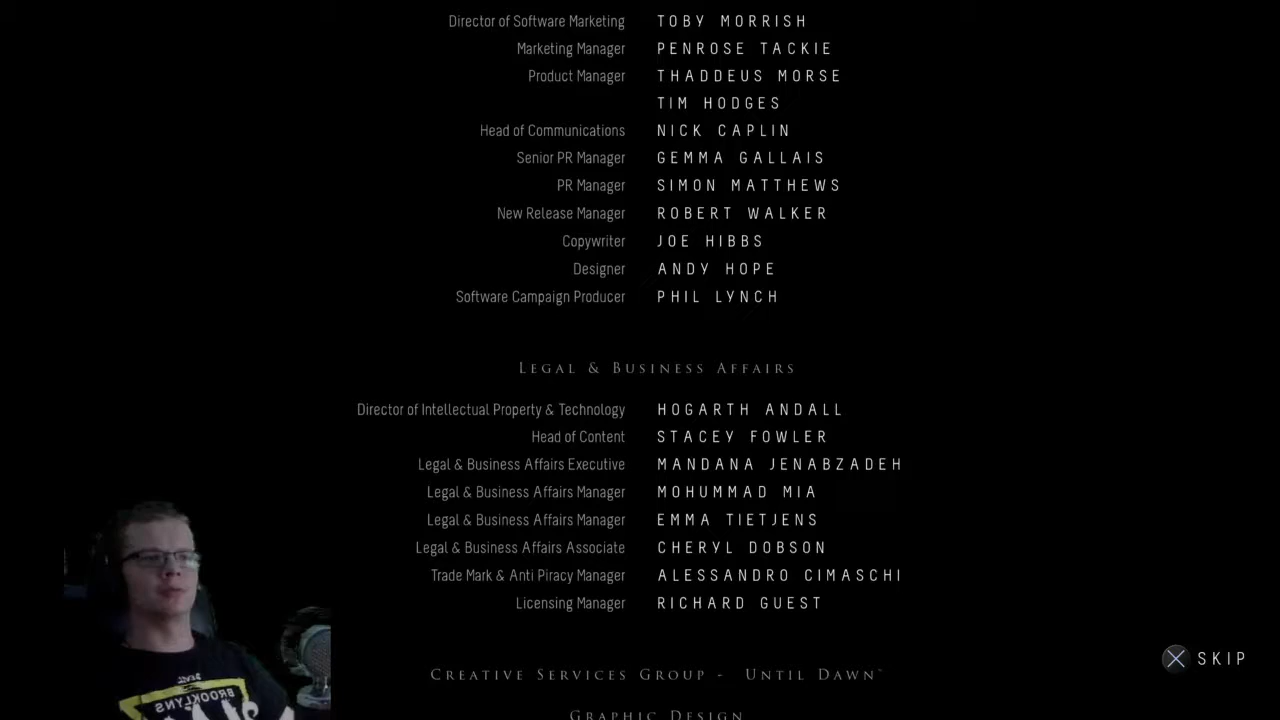 Director of Software Marketing TOBY MORRISH
Marketing Manager PENROSE TACKIE
Product Manager THADDEUS MORSE
TIM HODGES
Head of Communications NICK CAPLIN
Senior PR Manager GEMMA GALLAIS
PR Manager SIMON MATTHEWS
New Release Manager ROBERT WALKER
Copywriter JOE HIBBS
Designer ANDY HOPE
Software Campaign Producer PHIL LYNCH
LEGAL & BUSINESS AFFAIRS
Director of Intellectual Property & Technology HOGARTH ANDALL
Head of Content STACEY FOWLER
Legal & Business Affairs Executive MANDANA JENABZADEH
Legal & Business Affairs Manager MOHUMMAD MIA
Legal & Business Affairs Manager EMMA TIETJENS
Legal & Business Affairs Associate CHERYL DOBSON
Trade Mark & Anti Piracy Manager ALESSANDRO CIMASCHI
Licensing Manager RICHARD GUEST
SKIP
CREATIVE SERVICES GROUP - UNTIL DAWN™
GRAPHIC DESIGN
BROOKLYNS